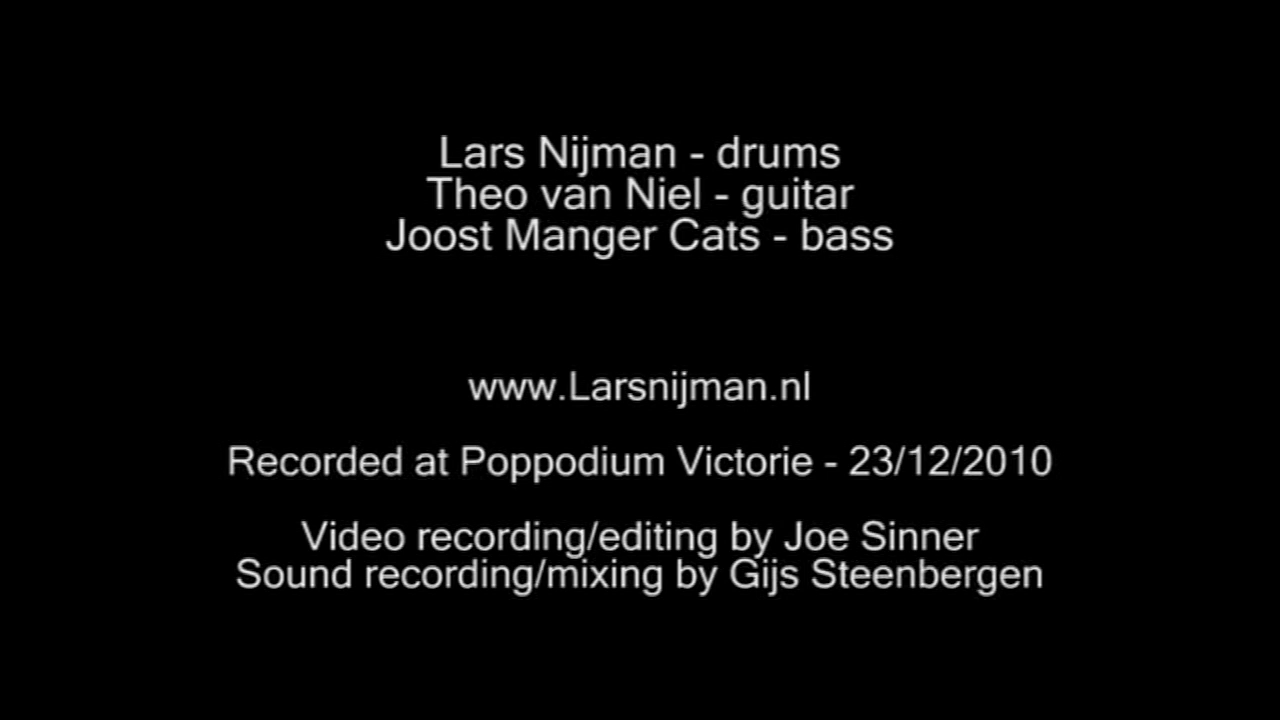 Lars Nijman - drums
Theo van Niel - guitar
Joost Manger Cats - bass
www.Larsnijman.nl
Recorded at Poppodium Victorie - 23/12/2010
Video recording/editing by Joe Sinner
Sound recording/mixing by Gijs Steenbergen